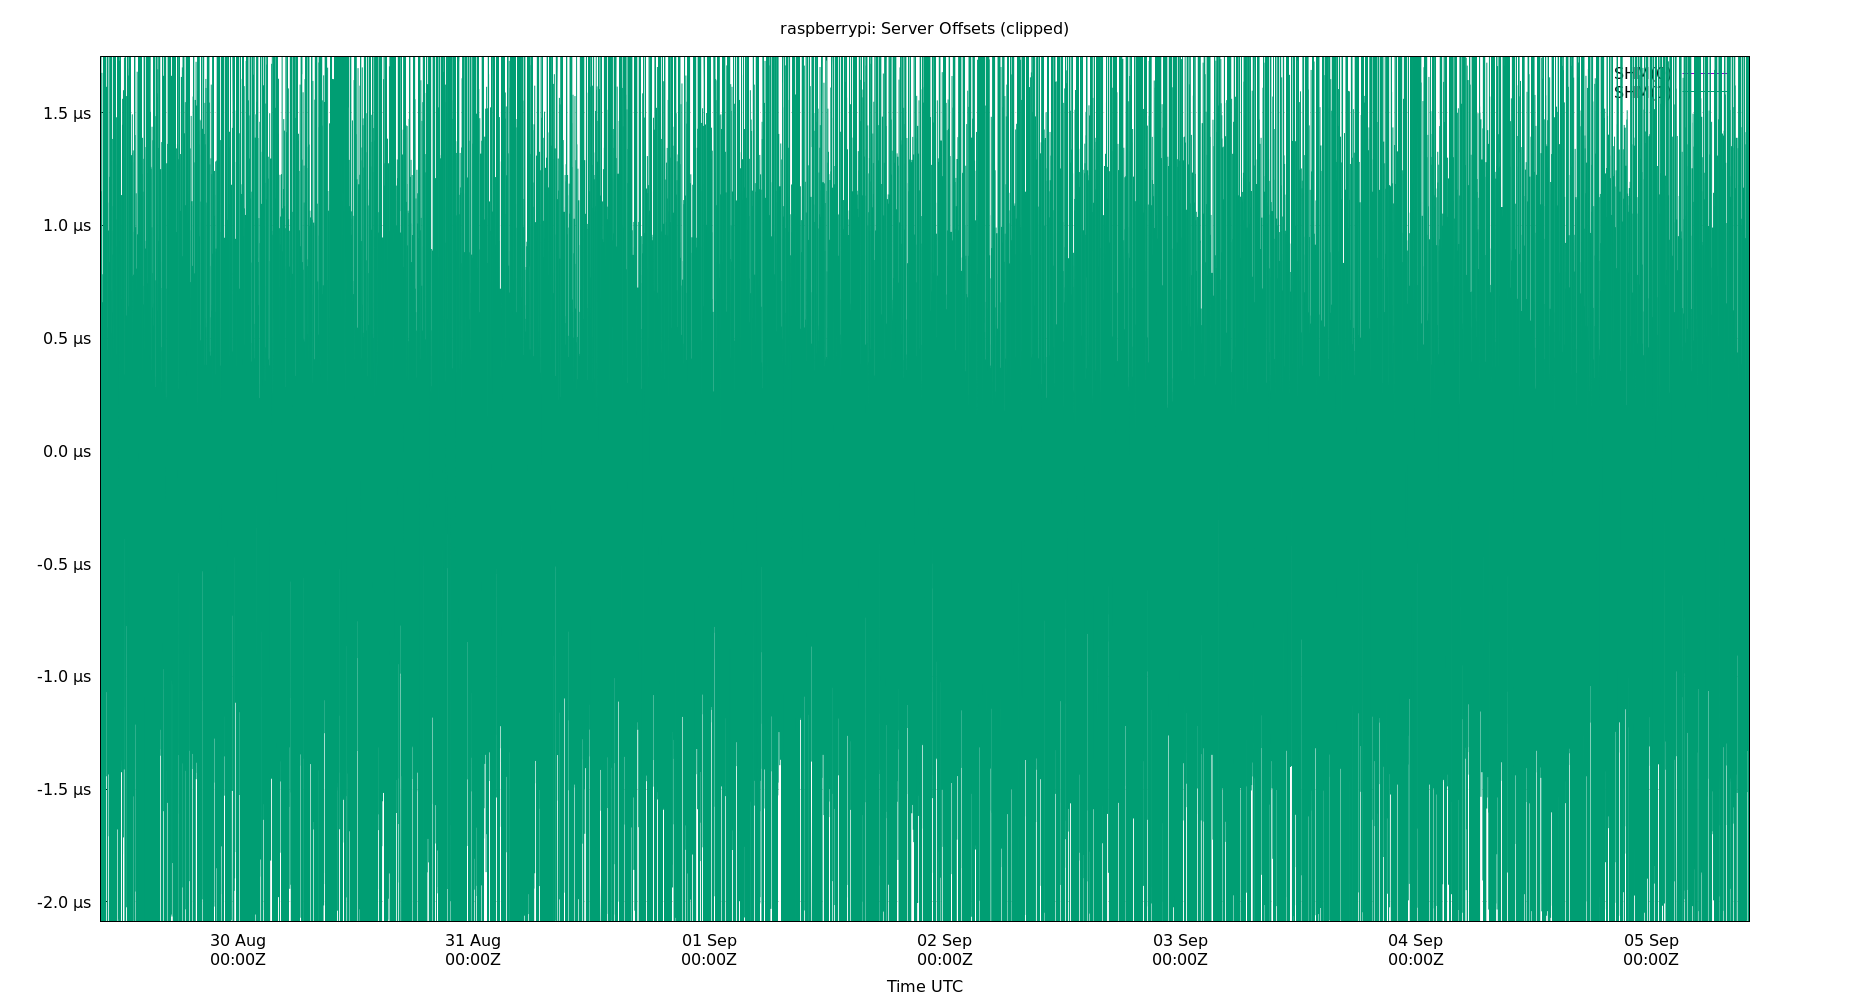 raspberrypi: Server Offsets (clipped)
SHM(0)
1.5 µs
1.0 µs
0.5 µs
0.0 µs
-0.5 µs
-1.0 µs
-1.5 µs
-2.0 µs
30 Aug 31 Aug 01 Sep 02 Sep 03 Sep 04 Sep 05 Sep
00:00Z 00:00Z 00:00Z 00:00Z 00:00Z 00:00Z 00:00Z
Time UTC